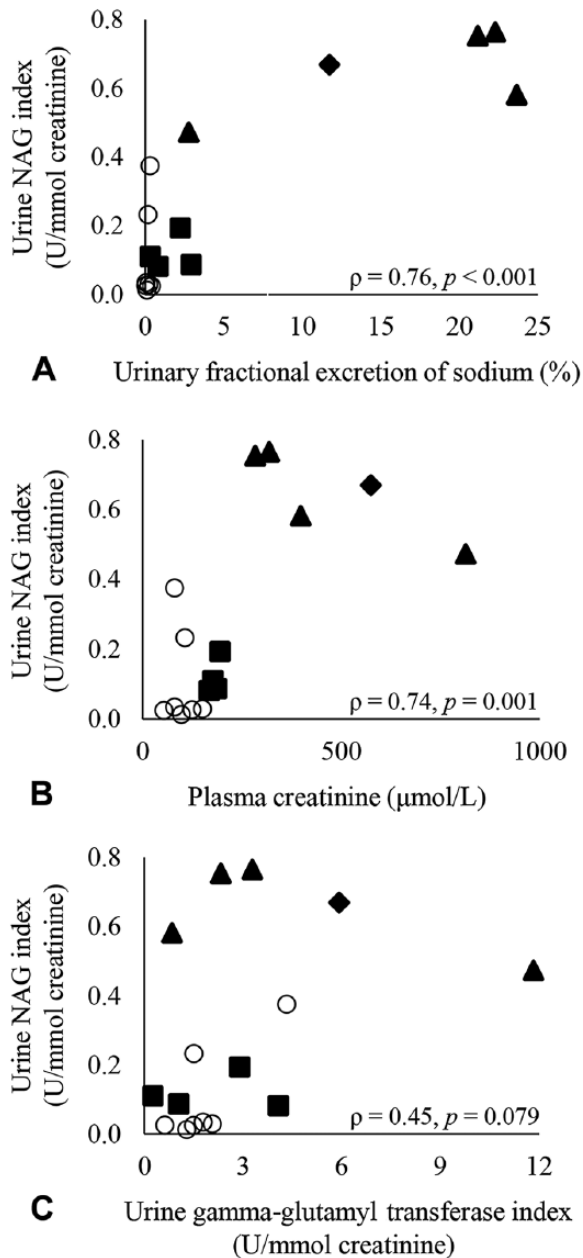 Urine NAG index
(U/mmol creatinine)
0.8
0.6
0.4
0.2
0.0
ρ = 0.76, p < 0.001
0 5 10 15 20 25
A Urinary fractional excretion of sodium (%)
Urine NAG index
(U/mmol creatinine)
0.8
0.6
0.4
0.2
0.0
ρ = 0.74, p = 0.001
0 500 1000
B Plasma creatinine (μmol/L)
Urine NAG index
(U/mmol creatinine)
0.8
0.6
0.4
0.2
0.0
ρ = 0.45, p = 0.079
0 3 6 9 12
C Urine gamma-glutamyl transferase index
(U/mmol creatinine)